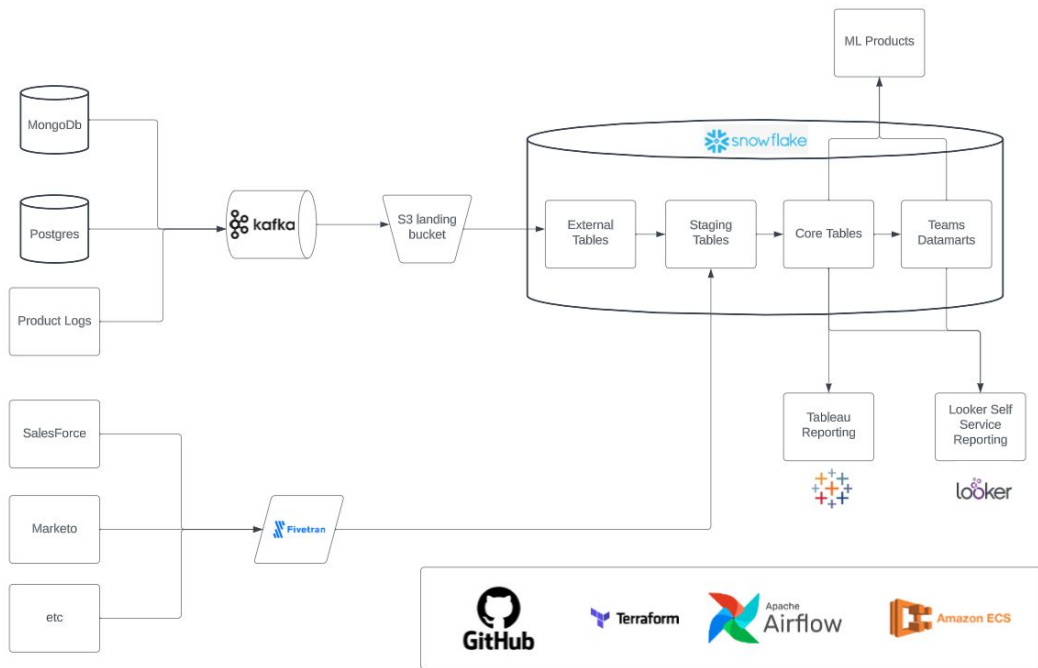 ML Products
MongoDb
snowflake
Postgres
kafka
S3 landing
bucket
External
Tables
Staging
Tables
Core Tables
Teams
Datamarts
Product Logs
SalesForce
Tableau
Reporting
Looker Self
Service
Reporting
looker
Marketo
Fivetran
etc
GitHub
Terraform
Apache
Airflow
Amazon ECS